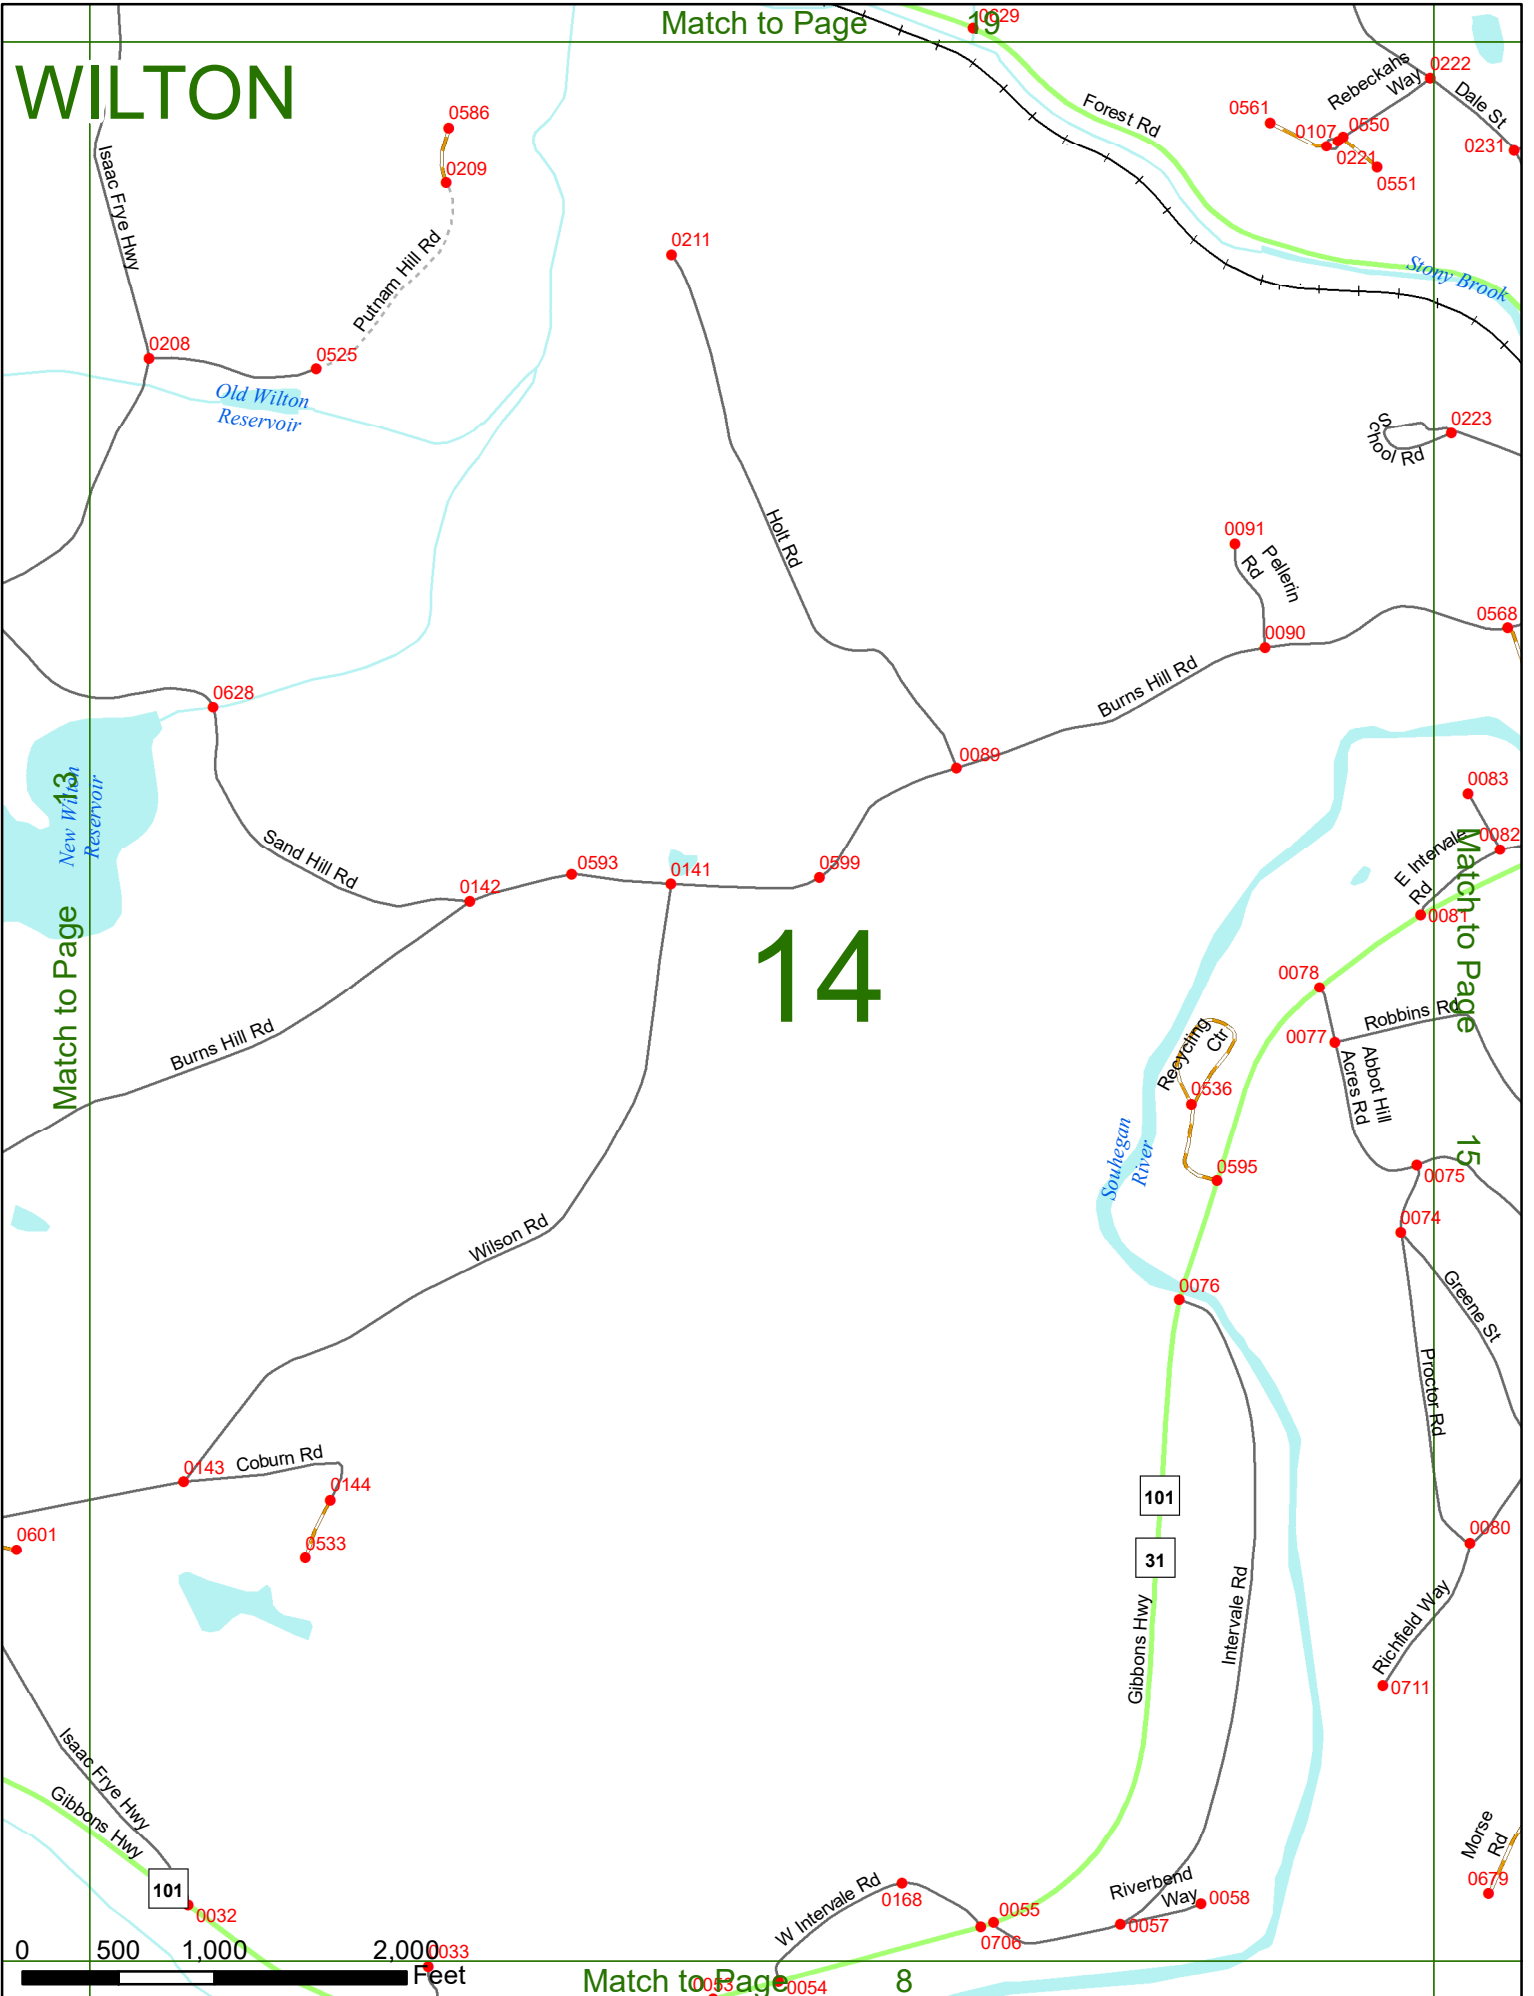 Match to Page 19
0629
WILTON
0222
Rebeckahs
Way
Dale St
0586
Forest Rd
0561
0107
0550
0221
0231
0551
0209
Isaac Frye Hwy
Putnam Hill Rd
0211
Stony Brook
0208
0525
Old Wilton
Reservoir
School Rd
0223
Holt Rd
0091
Pellerin
Rd
0568
0090
Burns Hill Rd
0628
0089
Match to Page 13
New Wilton
Reservoir
0083
0082
E Intervale
Rd
Sand Hill Rd
0593
0141
0599
0142
0081
Match to Page 15
14
0078
Robbins Rd
0077
Recycling
Ctr
Abbot Hill
Acres Rd
Burns Hill Rd
0536
Souhegan
River
0595
0075
0074
Wilson Rd
0076
Greene St
Proctor Rd
0143
Coburn Rd
0144
101
0601
0533
0080
31
Intervale Rd
Gibbons Hwy
Richfield Way
0711
Isaac Frye Hwy
Gibbons Hwy
Morse
Rd
0679
101
0032
W Intervale Rd
0168
Riverbend
Way
0058
0055
0057
0706
0 500 1,000 2,000
Feet
0033
Match to Page 8
0053
0054